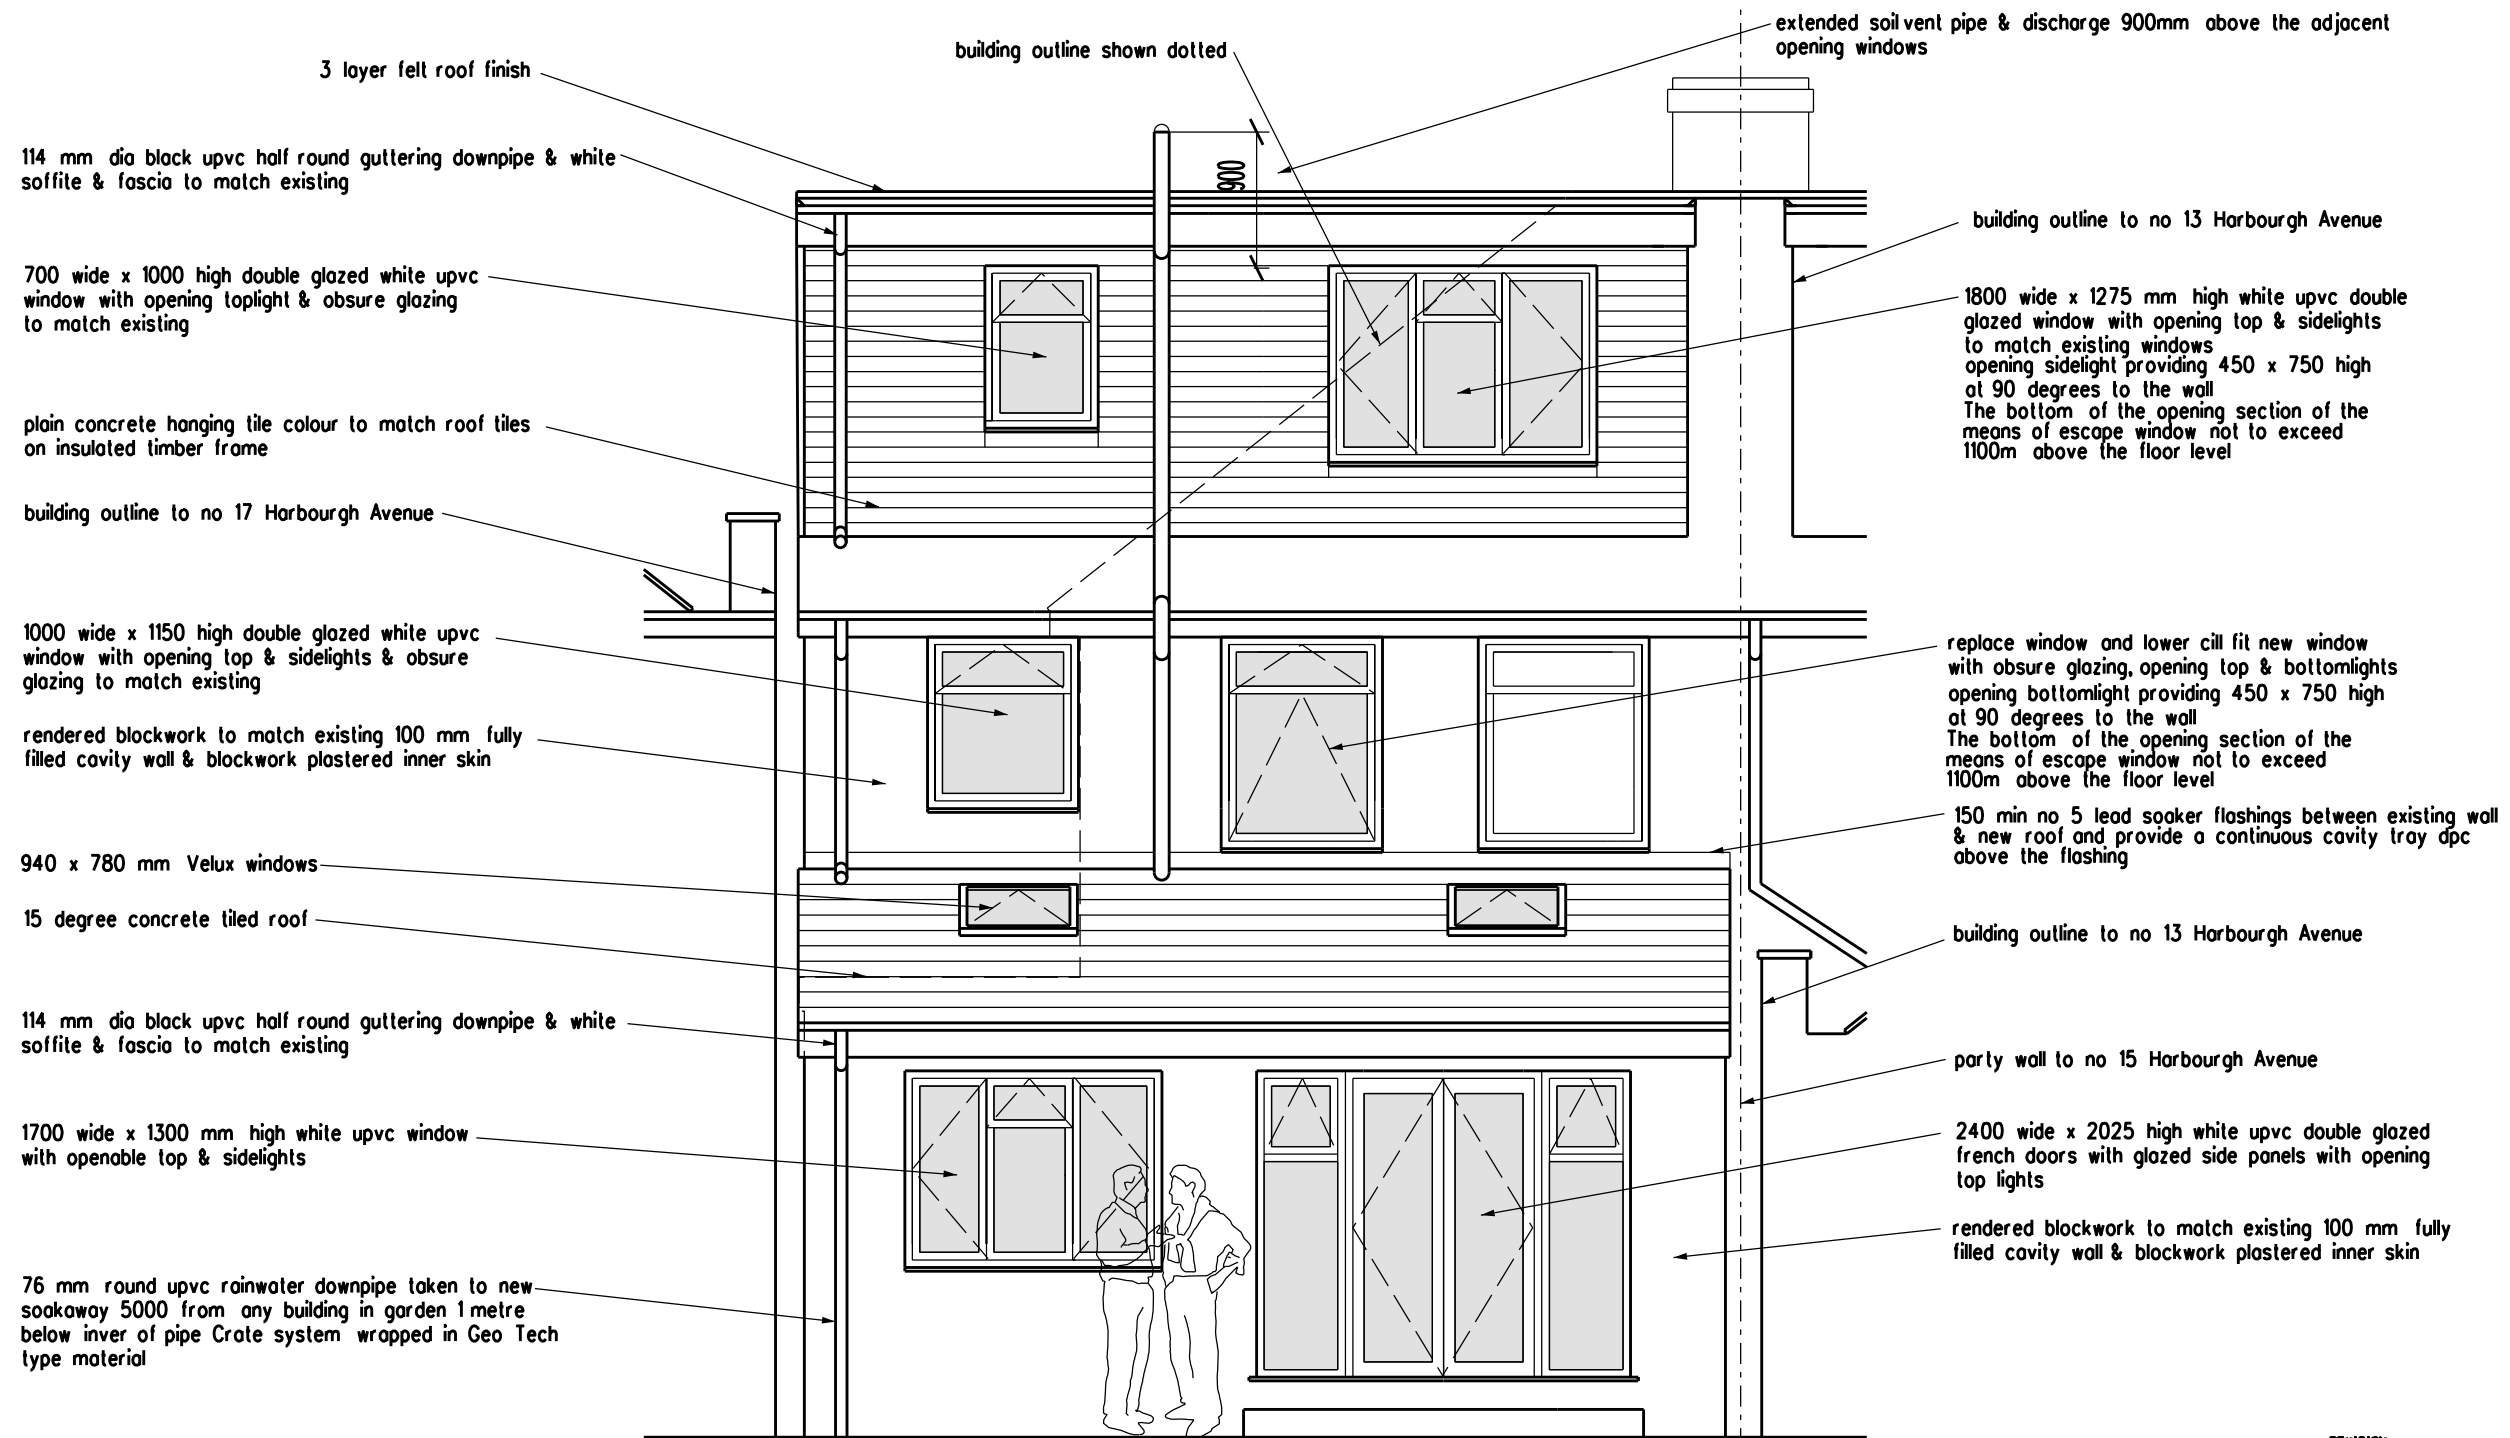 3 layer felt roof finish
114 mm dia black upvc half round guttering downpipe & white
soffite & fascia to match existing
700 wide x 1000 high double glazed white upvc
window with opening toplight & obsure glazing
to match existing
plain concrete hanging tile colour to match roof tiles
on insulated timber frame
building outline to no 17 Harbourgh Avenue
1000 wide x 1150 high double glazed white upvc
window with opening top & sidelights & obsure
glazing to match existing
rendered blockwork to match existing 100 mm fully
filled cavity wall & blockwork plastered inner skin
940 x 780 mm Velux windows
15 degree concrete tiled roof
114 mm dia black upvc half round guttering downpipe & white
soffite & fascia to match existing
1700 wide x 1300 mm high white upvc window
with openable top & sidelights
76 mm round upvc rainwater downpipe taken to new
soakaway 5000 from any building in garden 1 metre
below inver of pipe Crate system wrapped in Geo Tech
type material
building outline shown dotted
900
extended soil vent pipe & discharge 900mm above the adjacent
opening windows
building outline to no 13 Harbourgh Avenue
1800 wide x 1275 mm high white upvc double
glazed window with opening top & sidelights
to match existing windows
opening sidelight providing 450 x 750 high
at 90 degrees to the wall
The bottom of the opening section of the
means of escape window not to exceed
1100m above the floor level
replace window and lower cill fit new window
with obsure glazing, opening top & bottomlights
opening bottomlight providing 450 x 750 high
at 90 degrees to the wall
The bottom of the opening section of the
means of escape window not to exceed
1100m above the floor level
150 min no 5 lead soaker flashings between existing wall
& new roof and provide a continuous cavity tray dpc
above the flashing
building outline to no 13 Harbourgh Avenue
party wall to no 15 Harbourgh Avenue
2400 wide x 2025 high white upvc double glazed
french doors with glazed side panels with opening
top lights
rendered blockwork to match existing 100 mm fully
filled cavity wall & blockwork plastered inner skin